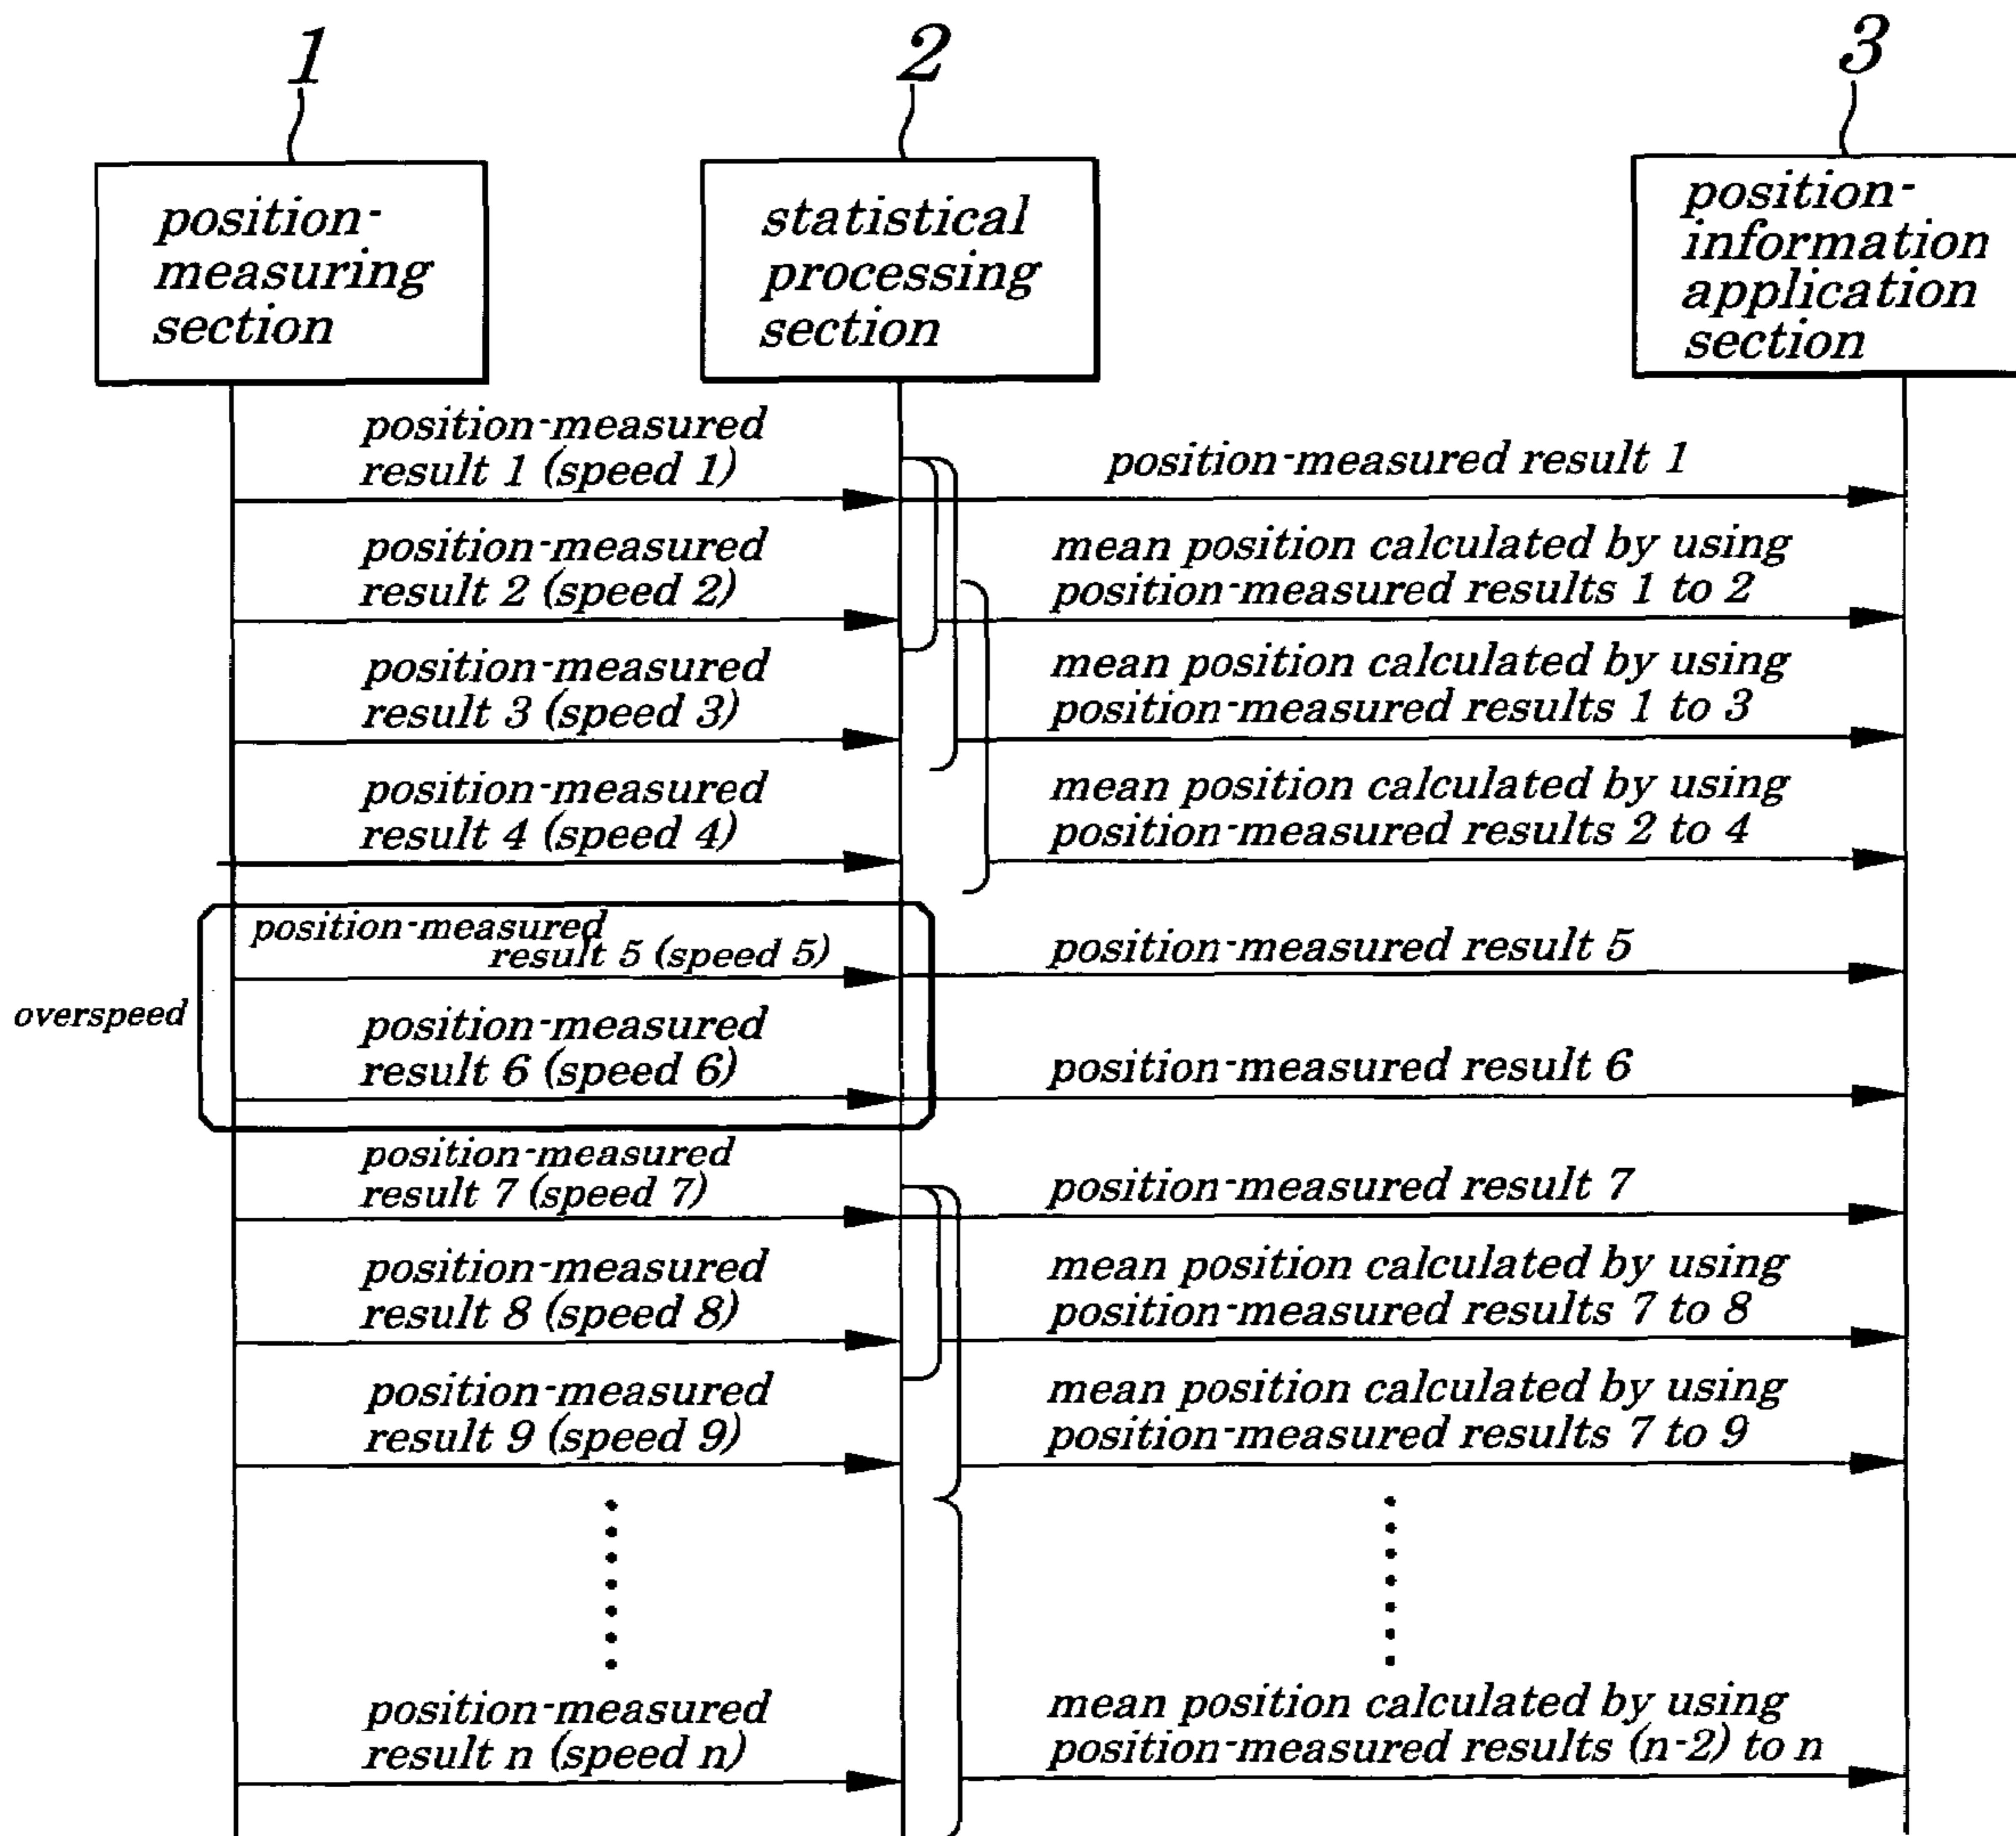 1
2
3
position-
measuring
section
statistical
processing
section
position-
information
application
section
position-measured
result 1 (speed 1)
position-measured result 1
position-measured
result 2 (speed 2)
mean position calculated by using
position-measured results 1 to 2
position-measured
result 3 (speed 3)
mean position calculated by using
position-measured results 1 to 3
position-measured
result 4 (speed 4)
mean position calculated by using
position-measured results 2 to 4
overspeed
position-measured
result 5 (speed 5)
position-measured result 5
position-measured
result 6 (speed 6)
position-measured result 6
position-measured
result 7 (speed 7)
position-measured result 7
position-measured
result 8 (speed 8)
mean position calculated by using
position-measured results 7 to 8
position-measured
result 9 (speed 9)
mean position calculated by using
position-measured results 7 to 9
position-measured
result n (speed n)
mean position calculated by using
position-measured results (n-2) to n